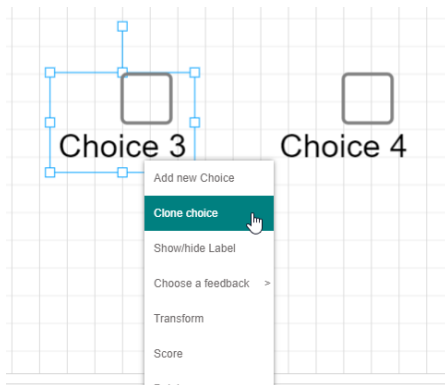 Choice 3
Choice 4
Add new Choice
Clone choice
Show/hide Label
Choose a feedback >
Transform
Score